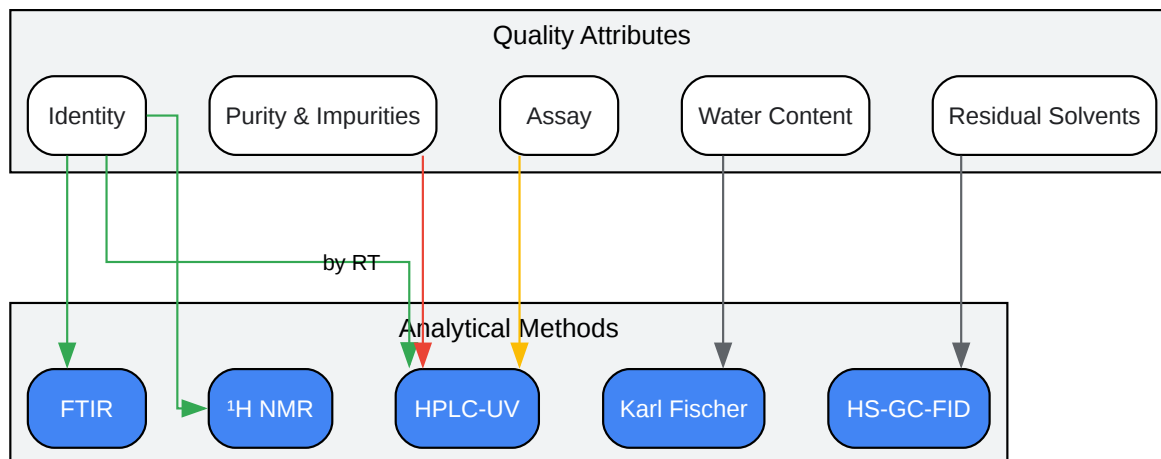 Quality Attributes
Identity
Purity & Impurities
Assay
Water Content
Residual Solvents
by RT
Analytical Methods
FTIR
¹H NMR
HPLC-UV
Karl Fischer
HS-GC-FID